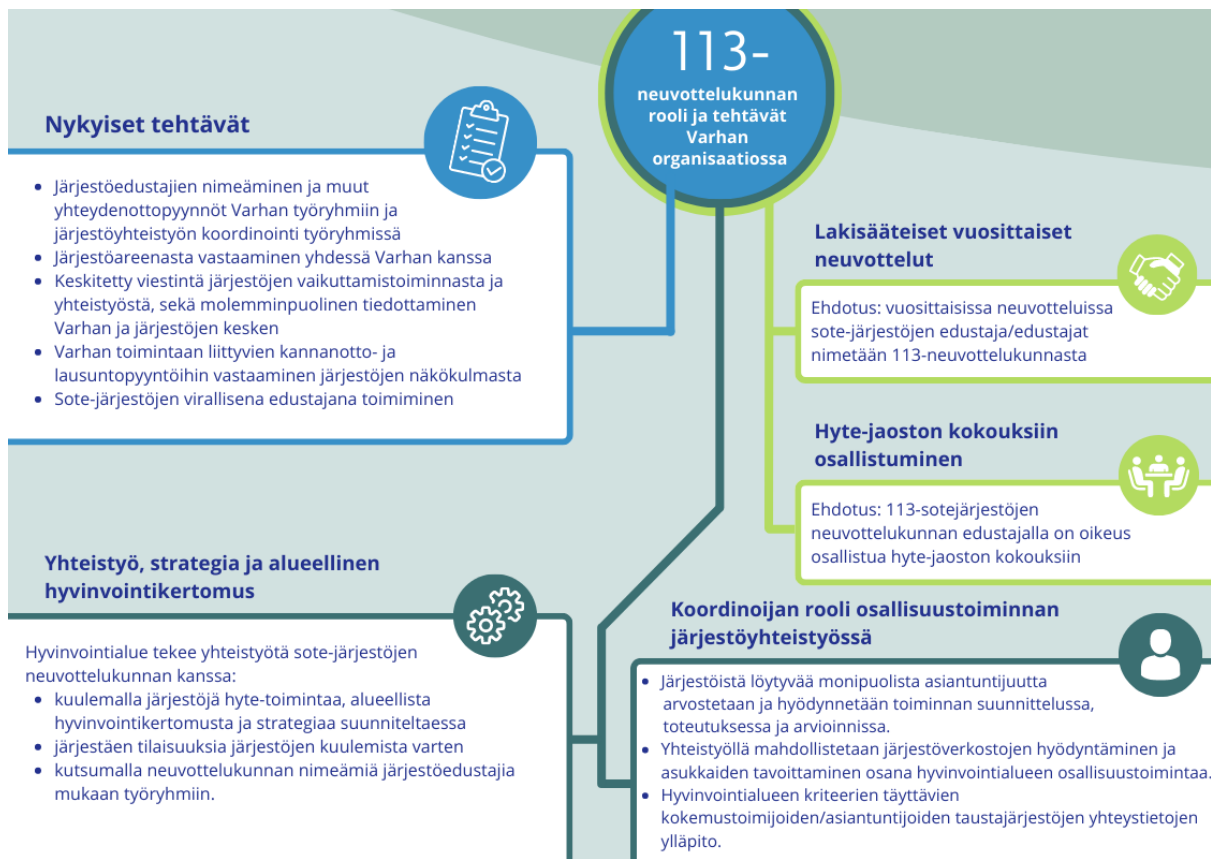 113-
neuvottelukunnan
rooli ja tehtävät
Varhan
organisaatiossa
Nykyiset tehtävät
• Järjestöedustajien nimeäminen ja muut
yhteydenottopyynnöt Varhan työryhmiin ja
järjestöyhteistyön koordinointi työryhmissä
• Järjestöareenasta vastaaminen yhdessä Varhan kanssa
• Keskitetty viestintä järjestöjen vaikuttamistoiminnasta ja
yhteistyöstä, sekä molemminpuolinen tiedottaminen
Varhan ja järjestöjen kesken
• Varhan toimintaan liittyvien kannanotto- ja
lausuntopyyntöihin vastaaminen järjestöjen näkökulmasta
• Sote-järjestöjen virallisena edustajana toimiminen
Lakisääteiset vuosittaiset
neuvottelut
Ehdotus: vuosittaisissa neuvotteluissa
sote-järjestöjen edustaja/edustajat
nimetään 113-neuvottelukunnasta
Hyte-jaoston kokouksiin
osallistuminen
Ehdotus: 113-sotejärjestöjen
neuvottelukunnan edustajalla on oikeus
osallistua hyte-jaoston kokouksiin
Yhteistyö, strategia ja alueellinen
hyvinvointikertomus
Hyvinvointialue tekee yhteistyötä sote-järjestöjen
neuvottelukunnan kanssa:
• kuulemalla järjestöjä hyte-toimintaa, alueellista
hyvinvointikertomusta ja strategiaa suunniteltaessa
• järjestäen tilaisuuksia järjestöjen kuulemista varten
• kutsumalla neuvottelukunnan nimeämiä järjestöedustajia
mukaan työryhmiin.
Koordinoijan rooli osallisuustoiminnan
järjestöyhteistyössä
• Järjestöistä löytyvää monipuolista asiantuntijuutta
arvostetaan ja hyödynnetään toiminnan suunnittelussa,
toteutuksessa ja arvioinnissa.
• Yhteistyöllä mahdollistetaan järjestöverkostojen hyödyntäminen ja
asukkaiden tavoittaminen osana hyvinvointialueen osallisuustoimintaa.
• Hyvinvointialueen kriteerien täyttävien
kokemustoimijoiden/asiantuntijoiden taustajärjestöjen yhteystietojen
ylläpito.